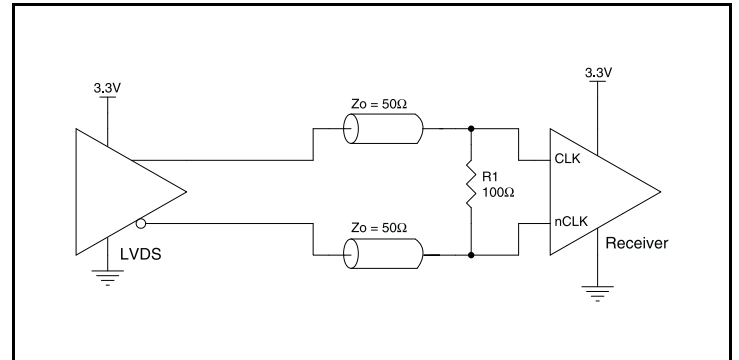 3.3V
3.3V
Zo = 50Ω
CLK
R1
100Ω
Zo = 50Ω
nCLK
LVDS
Receiver